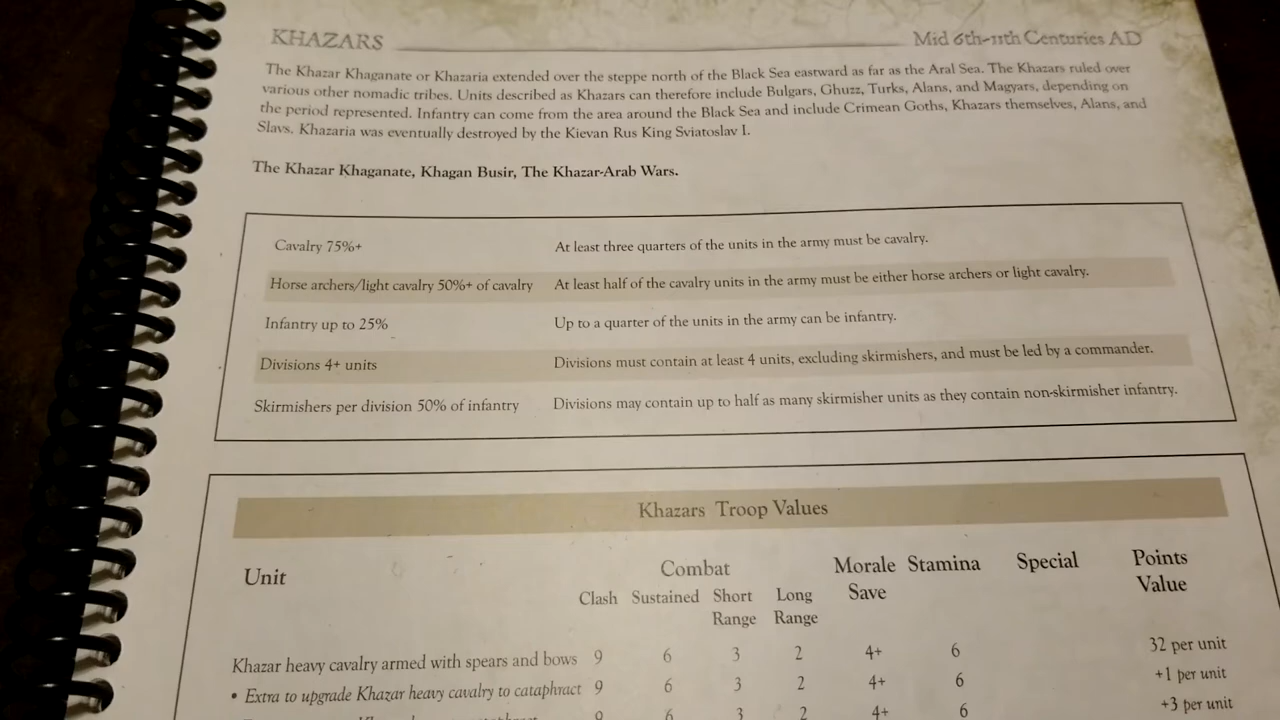 KHAZARS Mid 6th-11th Centuries AD
The Khazar Khaganate or Khazaria extended over the steppe north of the Black Sea eastward as far as the Aral Sea. The Khazars ruled over
various other nomadic tribes. Units described as Khazars can therefore include Bulgars, Ghuzz, Turks, Alans, and Magyars, depending on
the period represented. Infantry can come from the area around the Black Sea and include Crimean Goths, Khazars themselves, Alans, and
Slavs. Khazaria was eventually destroyed by the Kievan Rus King Sviatoslav I.
The Khazar Khaganate, Khagan Busir, The Khazar-Arab Wars.
Cavalry 75%+ At least three quarters of the units in the army must be cavalry.
Horse archers/light cavalry 50%+ of cavalry At least half of the cavalry units in the army must be either horse archers or light cavalry.
Infantry up to 25% Up to a quarter of the units in the army can be infantry.
Divisions 4+ units Divisions must contain at least 4 units, excluding skirmishers, and must be led by a commander.
Skirmishers per division 50% of infantry Divisions may contain up to half as many skirmisher units as they contain non-skirmisher infantry.
Khazars Troop Values
Unit Combat Morale Save Stamina Special Points Value
Clash Sustained Short Range Long Range
Khazar heavy cavalry armed with spears and bows 9 6 3 2 4+ 6 32 per unit
• Extra to upgrade Khazar heavy cavalry to cataphract 9 6 3 2 4+ 6 +1 per unit
9 6 3 2 4+ 6 +3 per unit